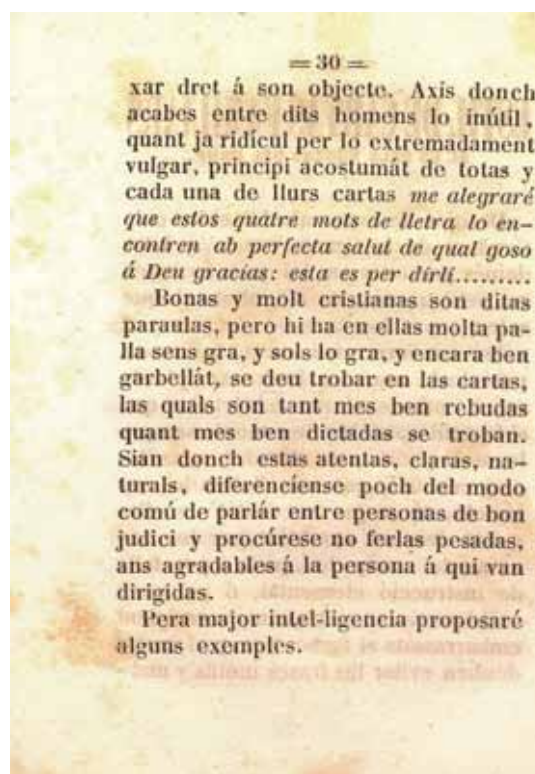 = 30 =
xar dret á son objecte. Axis donch
acabes entre dits homens lo inútil,
quant ja ridícul per lo extremadament
vulgar, principi acostumát de totas y
cada una de llurs cartas me alegraré
que estos quatre mots de lletra lo en-
contren ab perfecta salut de qual goso
á Deu gracias: esta es per dirli.........
Bonas y molt cristianas son ditas
paraulas, pero hi ha en ellas molta pa-
lla sens gra, y sols lo gra, y encara ben
garbellát, se deu trobar en las cartas,
las quals son tant mes ben rebudas
quant mes ben dictadas se troban.
Sian donch estas atentas, claras, na-
turals, diferencíense poch del modo
comú de parlár entre personas de bon
judici y procúrese no ferlas pesadas,
ans agradables á la persona á qui van
dirigidas.
Pera major intel-ligencia proposaré
alguns exemples.